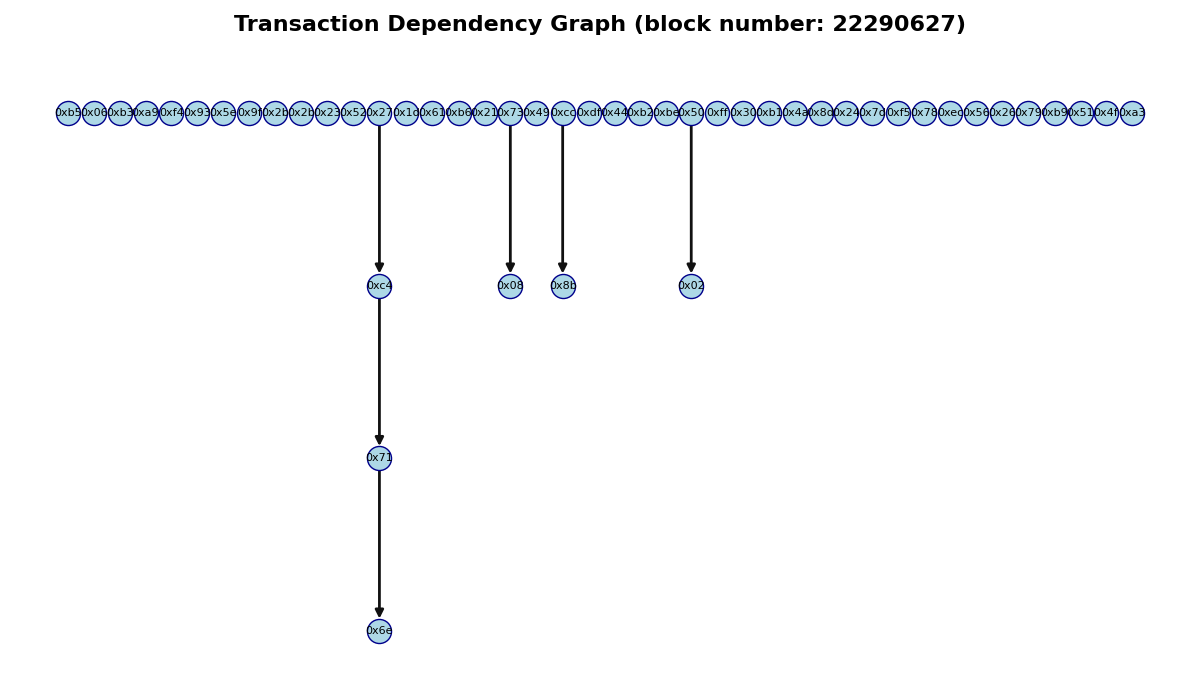 Transaction Dependency Graph (block number: 22290627)
0xb5 0x06 0xb3 0xa9 0xf4 0x93 0x5e 0x9f 0x2b 0x2b 0x23 0x52 0x27 0x1d 0x61 0xb6 0x21 0x73 0x49 0xcc 0xdf 0x44 0xb2 0xbe 0x50 0xff 0x30 0xb1 0x4a 0x8d 0x24 0x7d 0xf5 0x78 0xec 0x56 0x26 0x79 0xb9 0x51 0x4f 0xa3
0xc4 0x08 0x8b 0x02
0x71
0x6e